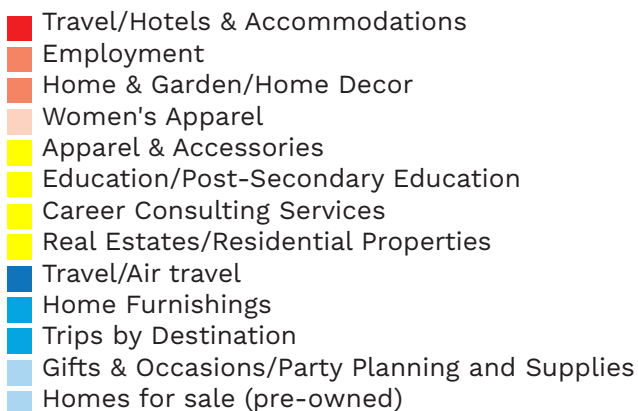 Travel/Hotels & Accommodations
Employment
Home & Garden/Home Decor
Women's Apparel
Apparel & Accessories
Education/Post-Secondary Education
Career Consulting Services
Real Estates/Residential Properties
Travel/Air travel
Home Furnishings
Trips by Destination
Gifts & Occasions/Party Planning and Supplies
Homes for sale (pre-owned)